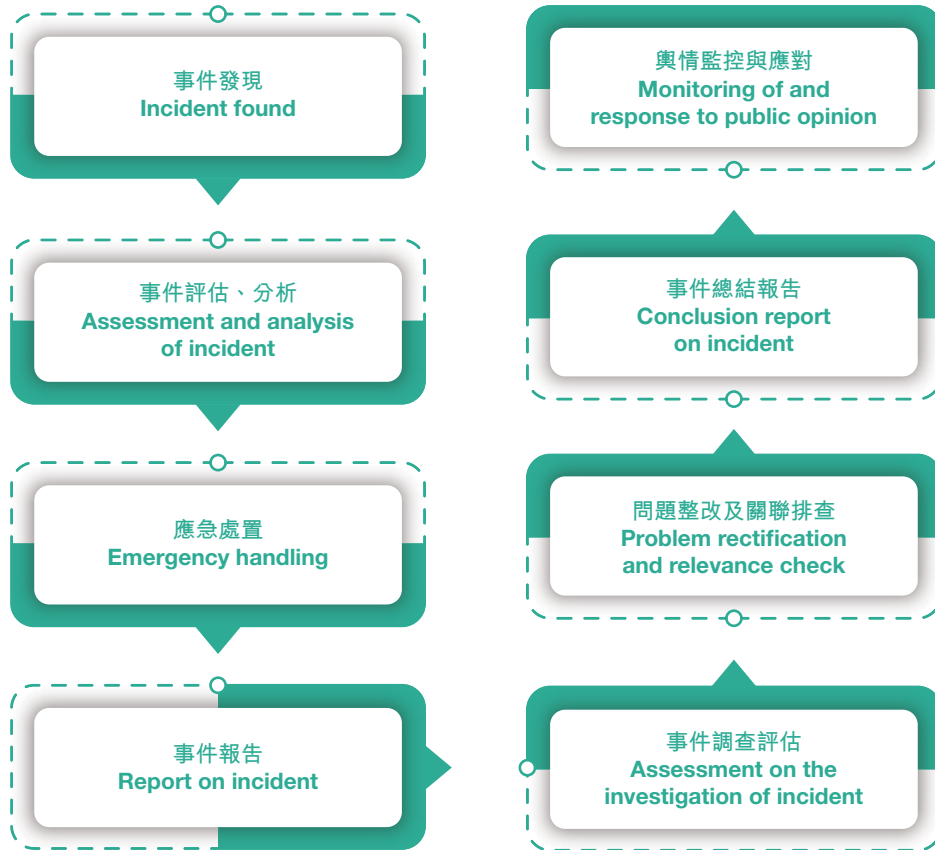 事件發現
Incident found
事件評估、分析
Assessment and analysis
of incident
應急處置
Emergency handling
事件報告
Report on incident
事件調查評估
Assessment on the
investigation of incident
問題整改及關聯排查
Problem rectification
and relevance check
事件總結報告
Conclusion report
on incident
輿情監控與應對
Monitoring of and
response to public opinion